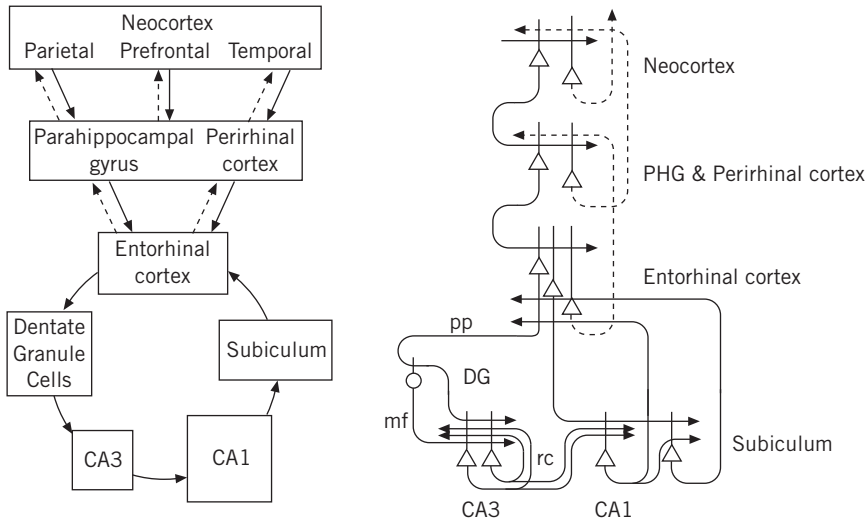 Neocortex
Parietal Prefrontal Temporal
Parahippocampal
gyrus
Perirhinal
cortex
Entorhinal
cortex
Dentate
Granule
Cells
Subiculum
CA3
CA1
Neocortex
PHG & Perirhinal cortex
Entorhinal cortex
pp
DG
mf
rc
Subiculum
CA3
CA1